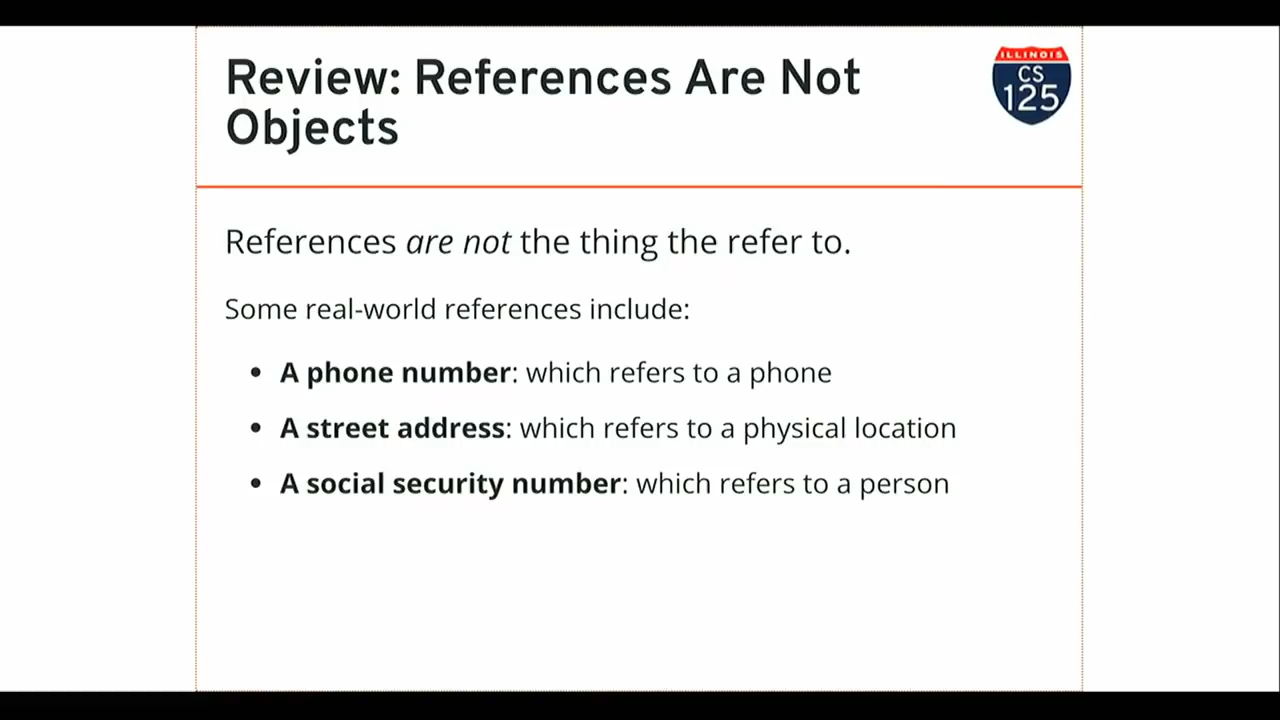 Review: References Are Not
Objects
ILLINOIS
CS
125
References are not the thing the refer to.
Some real-world references include:
• A phone number: which refers to a phone
• A street address: which refers to a physical location
• A social security number: which refers to a person